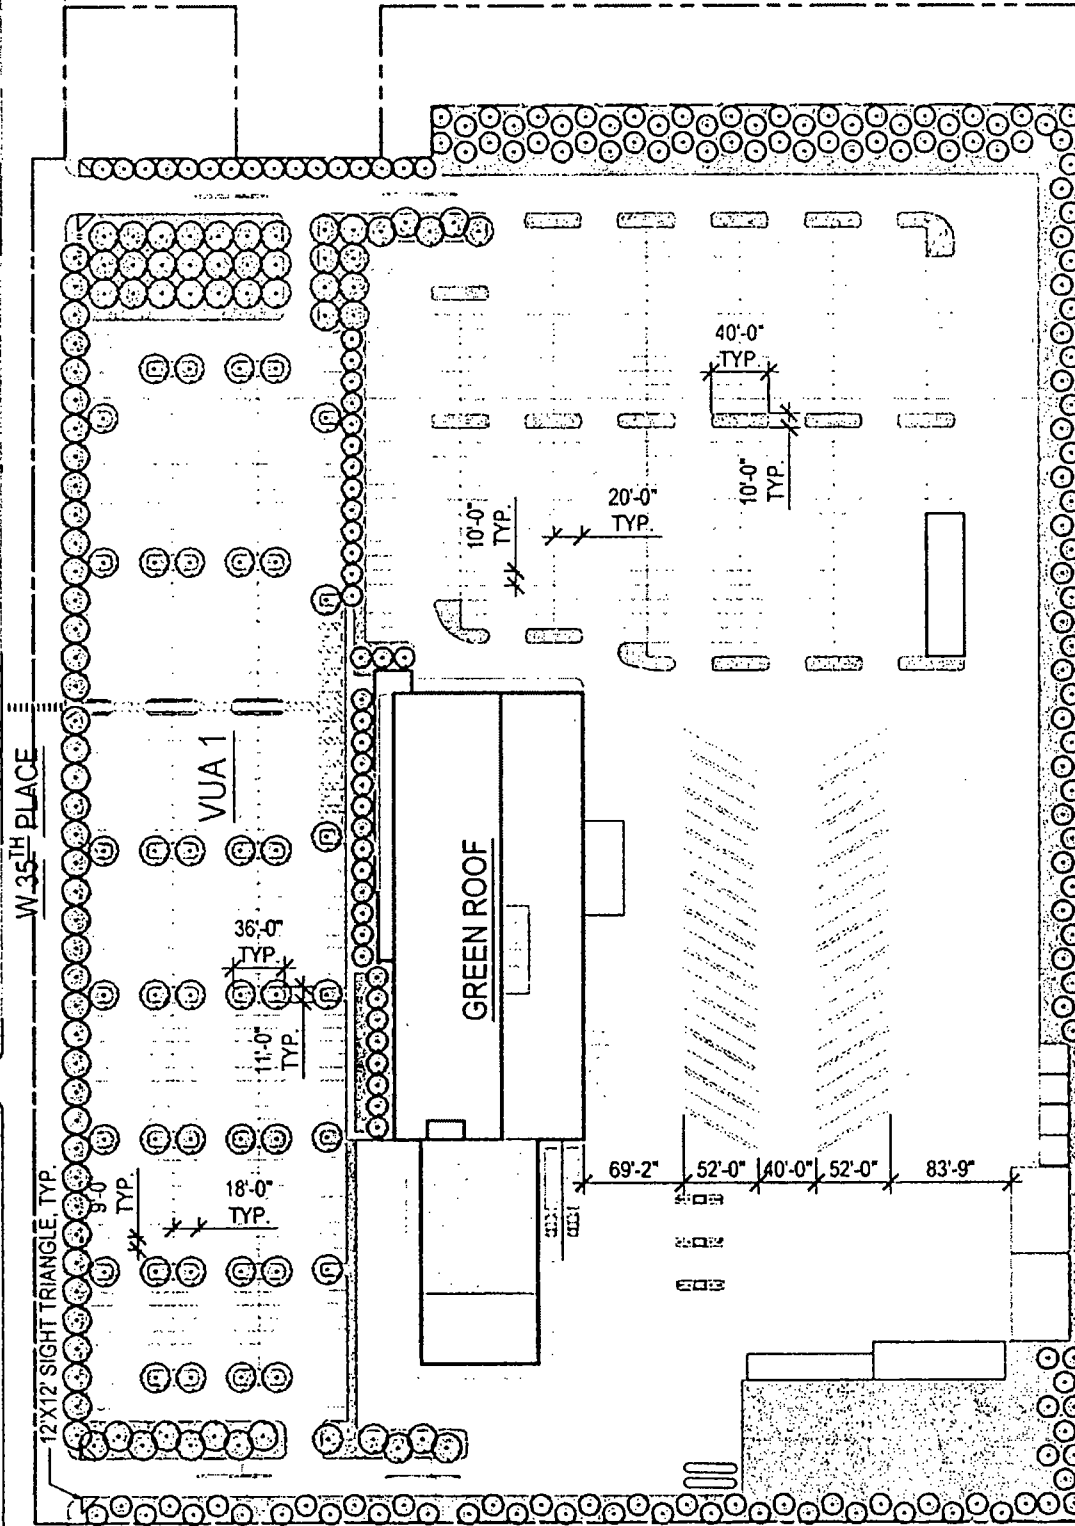 40'-0"
TYP.
10'-0"
TYP.
20'-0"
TYP.
10'-0"
TYP.
W 35TH PLACE
VUA 1
GREEN ROOF
36'-0"
TYP.
11'-0"
TYP.
12'X12' SIGHT TRIANGLE, TYP.
9'-0
TYP.
18'-0"
TYP.
69'-2"
52'-0"
40'-0"
52'-0"
83'-9"